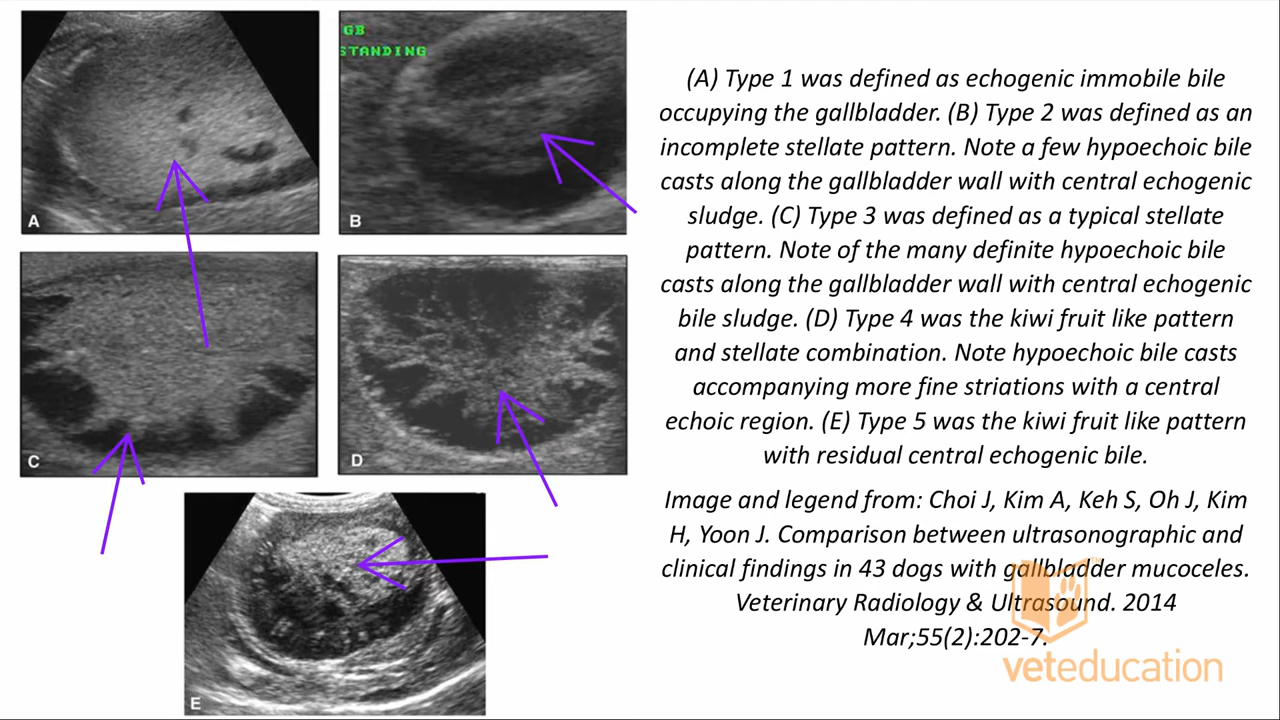 GB
STANDING
A
B
C
D
E
(A) Type 1 was defined as echogenic immobile bile
occupying the gallbladder. (B) Type 2 was defined as an
incomplete stellate pattern. Note a few hypoechoic bile
casts along the gallbladder wall with central echogenic
sludge. (C) Type 3 was defined as a typical stellate
pattern. Note of the many definite hypoechoic bile
casts along the gallbladder wall with central echogenic
bile sludge. (D) Type 4 was the kiwi fruit like pattern
and stellate combination. Note hypoechoic bile casts
accompanying more fine striations with a central
echoic region. (E) Type 5 was the kiwi fruit like pattern
with residual central echogenic bile.
Image and legend from: Choi J, Kim A, Keh S, Oh J, Kim
H, Yoon J. Comparison between ultrasonographic and
clinical findings in 43 dogs with gallbladder mucoceles.
Veterinary Radiology & Ultrasound. 2014
Mar;55(2):202-7.
veteducation